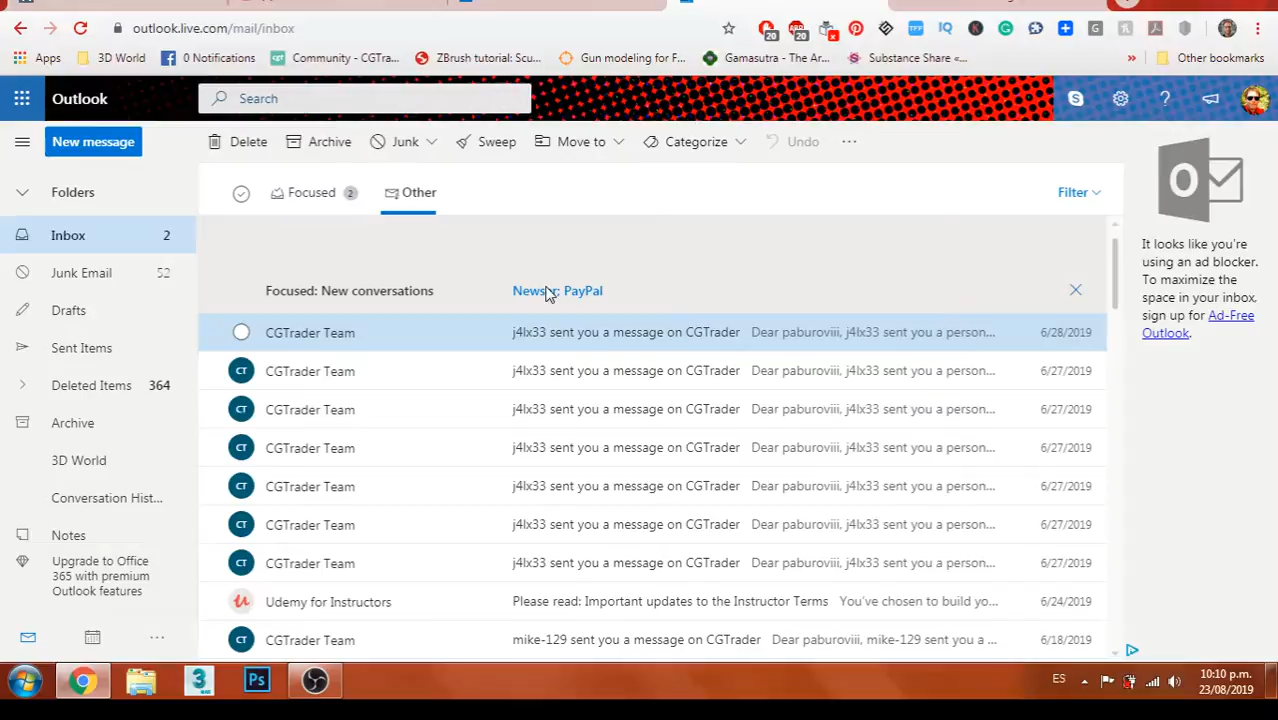 outlook.live.com/mail/inbox
20
20
x
TFF
IQ
K
G
Apps
3D World
0 Notifications
Community - CGTra...
ZBrush tutorial: Scu...
Gun modeling for F...
Gamasutra - The Ar...
Substance Share «...
»
Other bookmarks
Outlook
Search
New message
Delete
Archive
Junk
Sweep
Move to
Categorize
Undo
Folders
Focused 2
Other
Filter
Inbox 2
Junk Email 52
Drafts
Sent Items
Deleted Items 364
Archive
3D World
Conversation Hist...
Notes
Upgrade to Office
365 with premium
Outlook features
Focused: New conversations PayPal
CGTrader Team j4lx33 sent you a message on CGTrader Dear paburoviii, j4lx33 sent you a person... 6/28/2019
CT CGTrader Team j4lx33 sent you a message on CGTrader Dear paburoviii, j4lx33 sent you a person... 6/27/2019
CT CGTrader Team j4lx33 sent you a message on CGTrader Dear paburoviii, j4lx33 sent you a person... 6/27/2019
CT CGTrader Team j4lx33 sent you a message on CGTrader Dear paburoviii, j4lx33 sent you a person... 6/27/2019
CT CGTrader Team j4lx33 sent you a message on CGTrader Dear paburoviii, j4lx33 sent you a person... 6/27/2019
CT CGTrader Team j4lx33 sent you a message on CGTrader Dear paburoviii, j4lx33 sent you a person... 6/27/2019
CT CGTrader Team j4lx33 sent you a message on CGTrader Dear paburoviii, j4lx33 sent you a person... 6/27/2019
Udemy for Instructors Please read: Important updates to the Instructor Terms You've chosen to build yo... 6/24/2019
CT CGTrader Team mike-129 sent you a message on CGTrader Dear paburoviii, mike-129 sent you a ... 6/18/2019
It looks like you're
using an ad blocker.
To maximize the
space in your inbox,
sign up for Ad-Free
Outlook.
3
Ps
ES
10:10 p.m.
23/08/2019